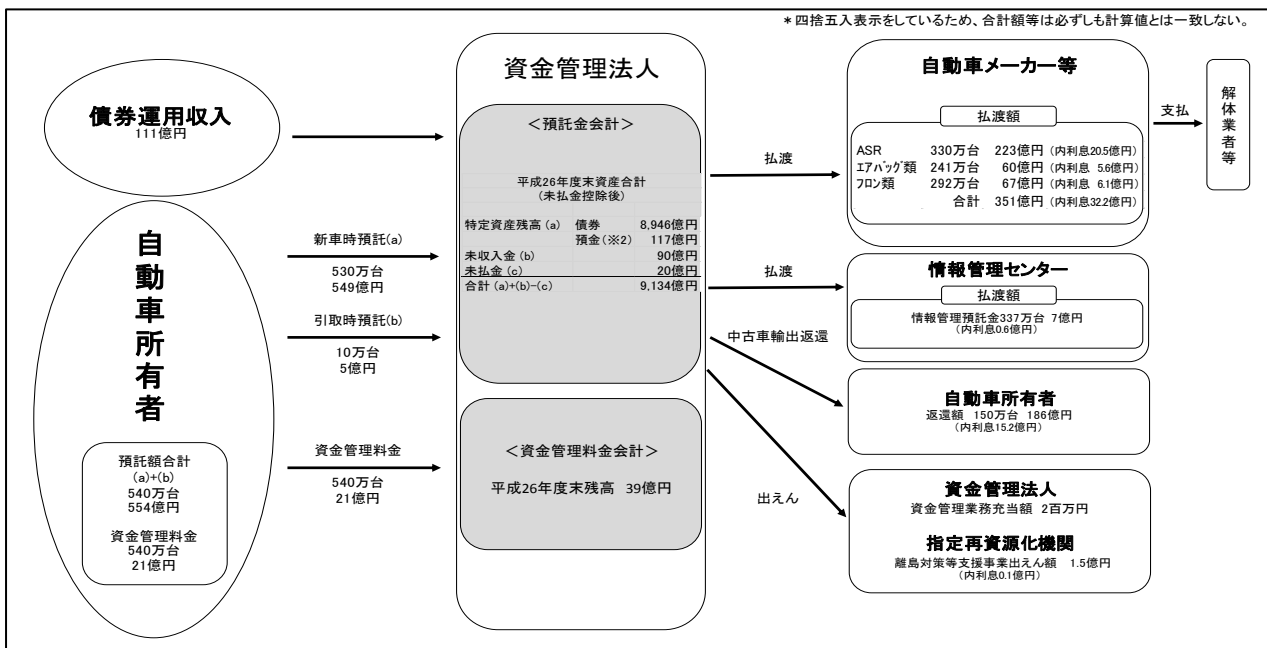 ＊四捨五入表示をしているため、合計額等は必ずしも計算値とは一致しない。
債券運用収入
111億円
自動車所有者
預託額合計
(a)+(b)
540万台
554億円
資金管理料金
540万台
21億円
新車時預託(a)
530万台
549億円
引取時預託(b)
10万台
5億円
資金管理料金
540万台
21億円
資金管理法人
＜預託金会計＞
平成26年度末資産合計
(未払金控除後)
特定資産残高 (a) 債券 8,946億円
預金(※2) 117億円
未収入金 (b) 90億円
未払金 (c) 20億円
合計 (a)+(b)-(c) 9,134億円
＜資金管理料金会計＞
平成26年度末残高 39億円
払渡
払渡
中古車輸出返還
出えん
自動車メーカー等
払渡額
ASR 330万台 223億円 (内利息20.5億円)
エアバッグ類 241万台 60億円 (内利息 5.6億円)
フロン類 292万台 67億円 (内利息 6.1億円)
合計 351億円 (内利息32.2億円)
支払
解体業者等
情報管理センター
払渡額
情報管理預託金337万台 7億円
(内利息0.6億円)
自動車所有者
返還額 150万台 186億円
(内利息15.2億円)
資金管理法人
資金管理業務充当額 2百万円
指定再資源化機関
離島対策等支援事業出えん額 1.5億円
(内利息0.1億円)